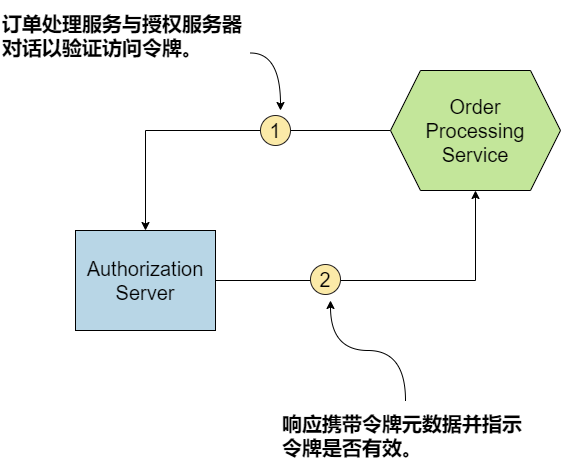 订单处理服务与授权服务器
对话以验证访问令牌。
1
Order
Processing
Service
Authorization
Server
2
响应携带令牌元数据并指示
令牌是否有效。